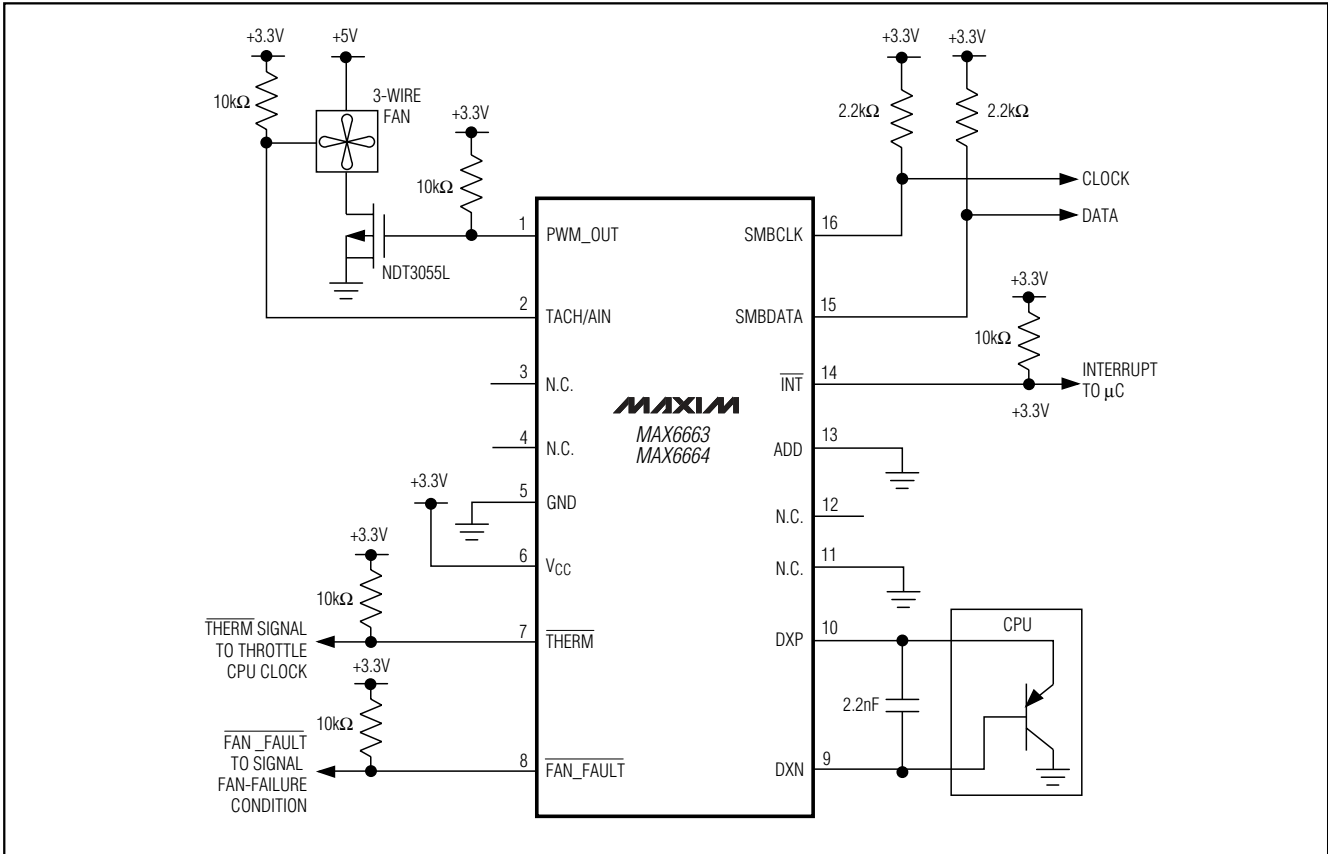 +3.3V
+5V
10kΩ
3-WIRE
FAN
+3.3V
10kΩ
NDT3055L
+3.3V
+3.3V
2.2kΩ
2.2kΩ
CLOCK
DATA
1
PWM_OUT
2
TACH/AIN
3
N.C.
4
N.C.
5
GND
+3.3V
6
VCC
+3.3V
10kΩ
THERM SIGNAL
TO THROTTLE
CPU CLOCK
7
THERM
+3.3V
10kΩ
FAN _FAULT
TO SIGNAL
FAN-FAILURE
CONDITION
8
FAN_FAULT
MAXIM
MAX6663
MAX6664
16
SMBCLK
15
SMBDATA
+3.3V
10kΩ
14
INT
INTERRUPT
TO μC
+3.3V
13
ADD
12
N.C.
11
N.C.
10
DXP
CPU
2.2nF
9
DXN